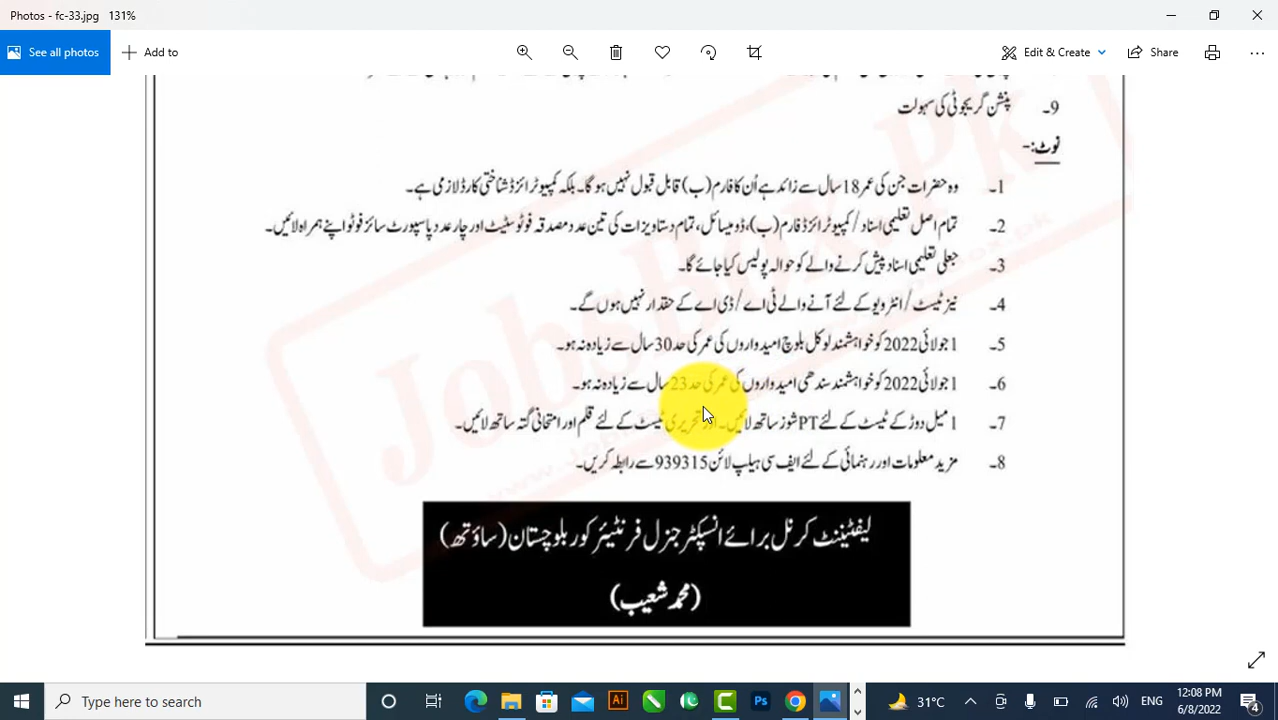 Photos - fc-33.jpg 131%
See all photos
Add to
Edit & Create
Share
9۔ پنشن گریجوٹی کی سہولت
نوٹ:-
1۔ وہ حضرات جن کی عمر 18 سال سے زائد ہے اُن کا فارم (ب) قابل قبول نہیں ہوگا۔ بلکہ کمپیوٹرائزڈ شناختی کارڈ لازمی ہے۔
2۔ تمام اصل تعلیمی اسناد / کمپیوٹرائزڈ فارم (ب)، ڈومیسائل، تمام دستاویزات کی تین عدد مصدقہ فوٹو سٹیٹ اور چار عدد پاسپورٹ سائز فوٹو اپنے ہمراہ لائیں۔
3۔ جعلی تعلیمی اسناد پیش کرنے والے کو حوالہ پولیس کیا جائے گا۔
4۔ نیز ٹیسٹ / انٹرویو کے لئے آنے والے ٹی اے / ڈی اے کے حقدار نہیں ہوں گے۔
5۔ 1 جولائی 2022 کو خواہشمند لوکل بلوچ امیدواروں کی عمر کی حد 30 سال سے زیادہ نہ ہو۔
6۔ 1 جولائی 2022 کو خواہشمند سندھی امیدواروں کی عمر کی حد 23 سال سے زیادہ نہ ہو۔
7۔ 1 میل دوڑ کے ٹیسٹ کے لئے PT شوز ساتھ لائیں۔ اور تحریری ٹیسٹ کے لئے قلم اور امتحانی گتہ ساتھ لائیں۔
8۔ مزید معلومات اور رہنمائی کے لئے ایف سی ہیلپ لائن 939315 سے رابطہ کریں۔
لیفٹیننٹ کرنل برائے انسپکٹر جنرل فرنٹیئر کور بلوچستان (ساؤتھ)
(محمد شعیب)
Type here to search
31°C
ENG
12:08 PM
6/8/2022
4